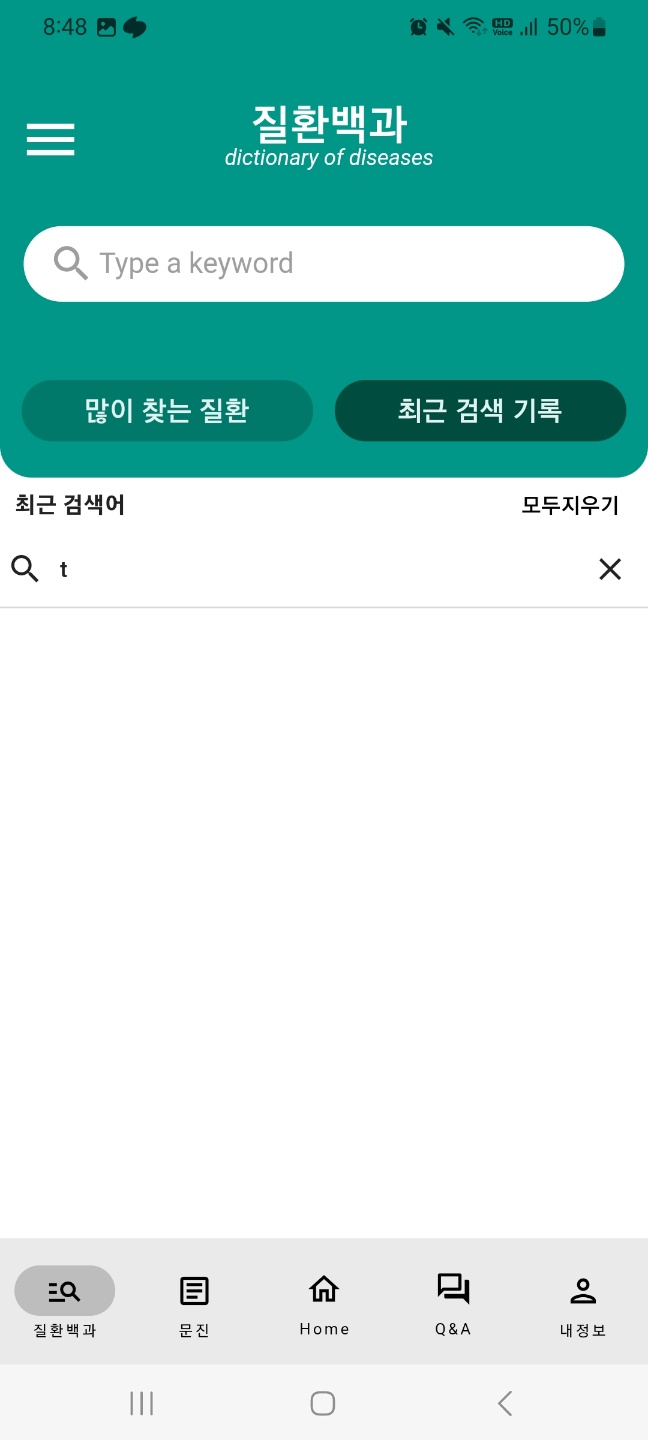 8:48
HD Voice 50%
질환백과
dictionary of diseases
Type a keyword
많이 찾는 질환 최근 검색 기록
최근 검색어 모두지우기
t
질환백과 문진 Home Q&A 내정보